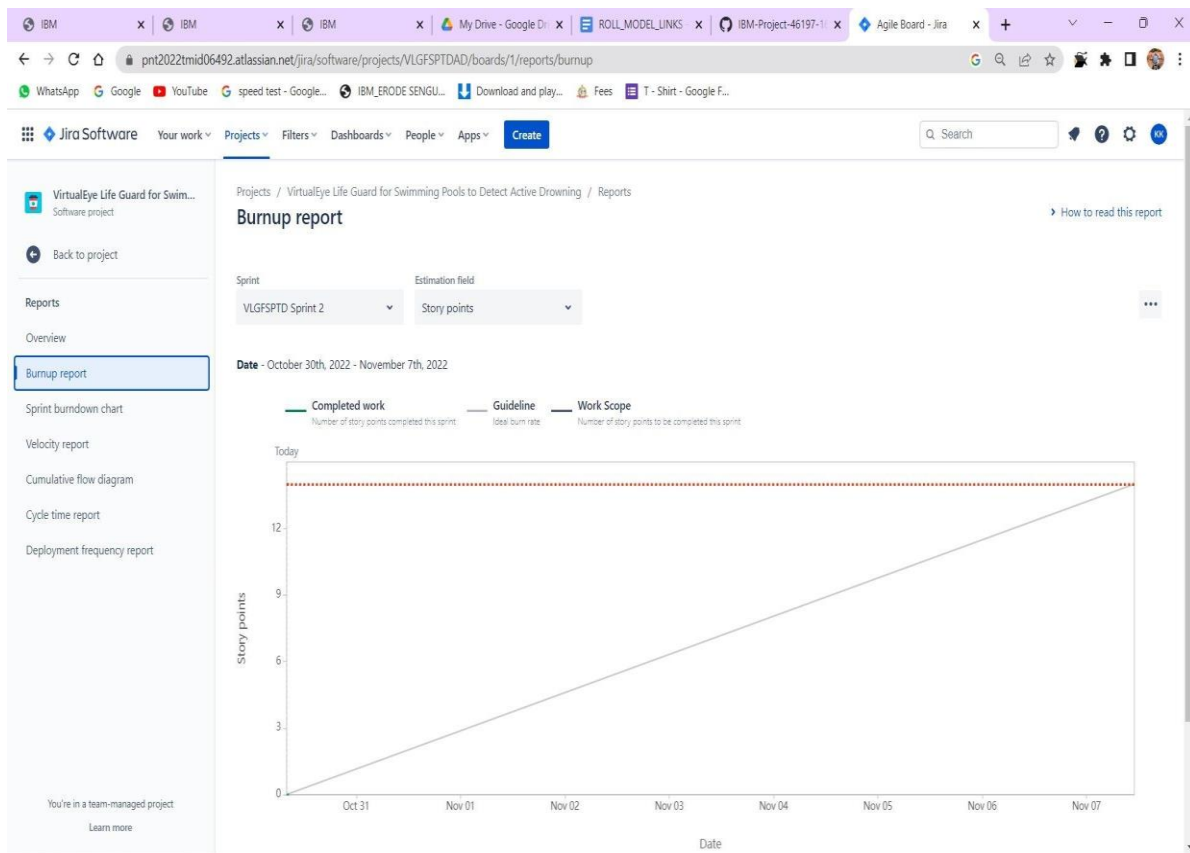 IBM
IBM
IBM
My Drive - Google Dr
ROLL_MODEL_LINKS
IBM-Project-46197-1
Agile Board - Jira
pnt2022tmid06492.atlassian.net/jira/software/projects/VLGFSPTDAD/boards/1/reports/burnup
WhatsApp Google YouTube speed test - Google... IBM_ERODE SENGU... Download and play... Fees T - Shirt - Google F...
Jira Software Your work Projects Filters Dashboards People Apps Create Search KK
VirtualEye Life Guard for Swim...
Software project
Back to project
Reports
Overview
Burnup report
Sprint burndown chart
Velocity report
Cumulative flow diagram
Cycle time report
Deployment frequency report
You're in a team-managed project
Learn more
Projects / VirtualEye Life Guard for Swimming Pools to Detect Active Drowning / Reports
Burnup report
How to read this report
Sprint Estimation field
VLGFSPTD Sprint 2 Story points
Date - October 30th, 2022 - November 7th, 2022
Completed work Guideline Work Scope
Number of story points completed this sprint Ideal burn rate Number of story points to be completed this sprint
Today
12
9
6
3
0
Story points
Oct 31 Nov 01 Nov 02 Nov 03 Nov 04 Nov 05 Nov 06 Nov 07
Date